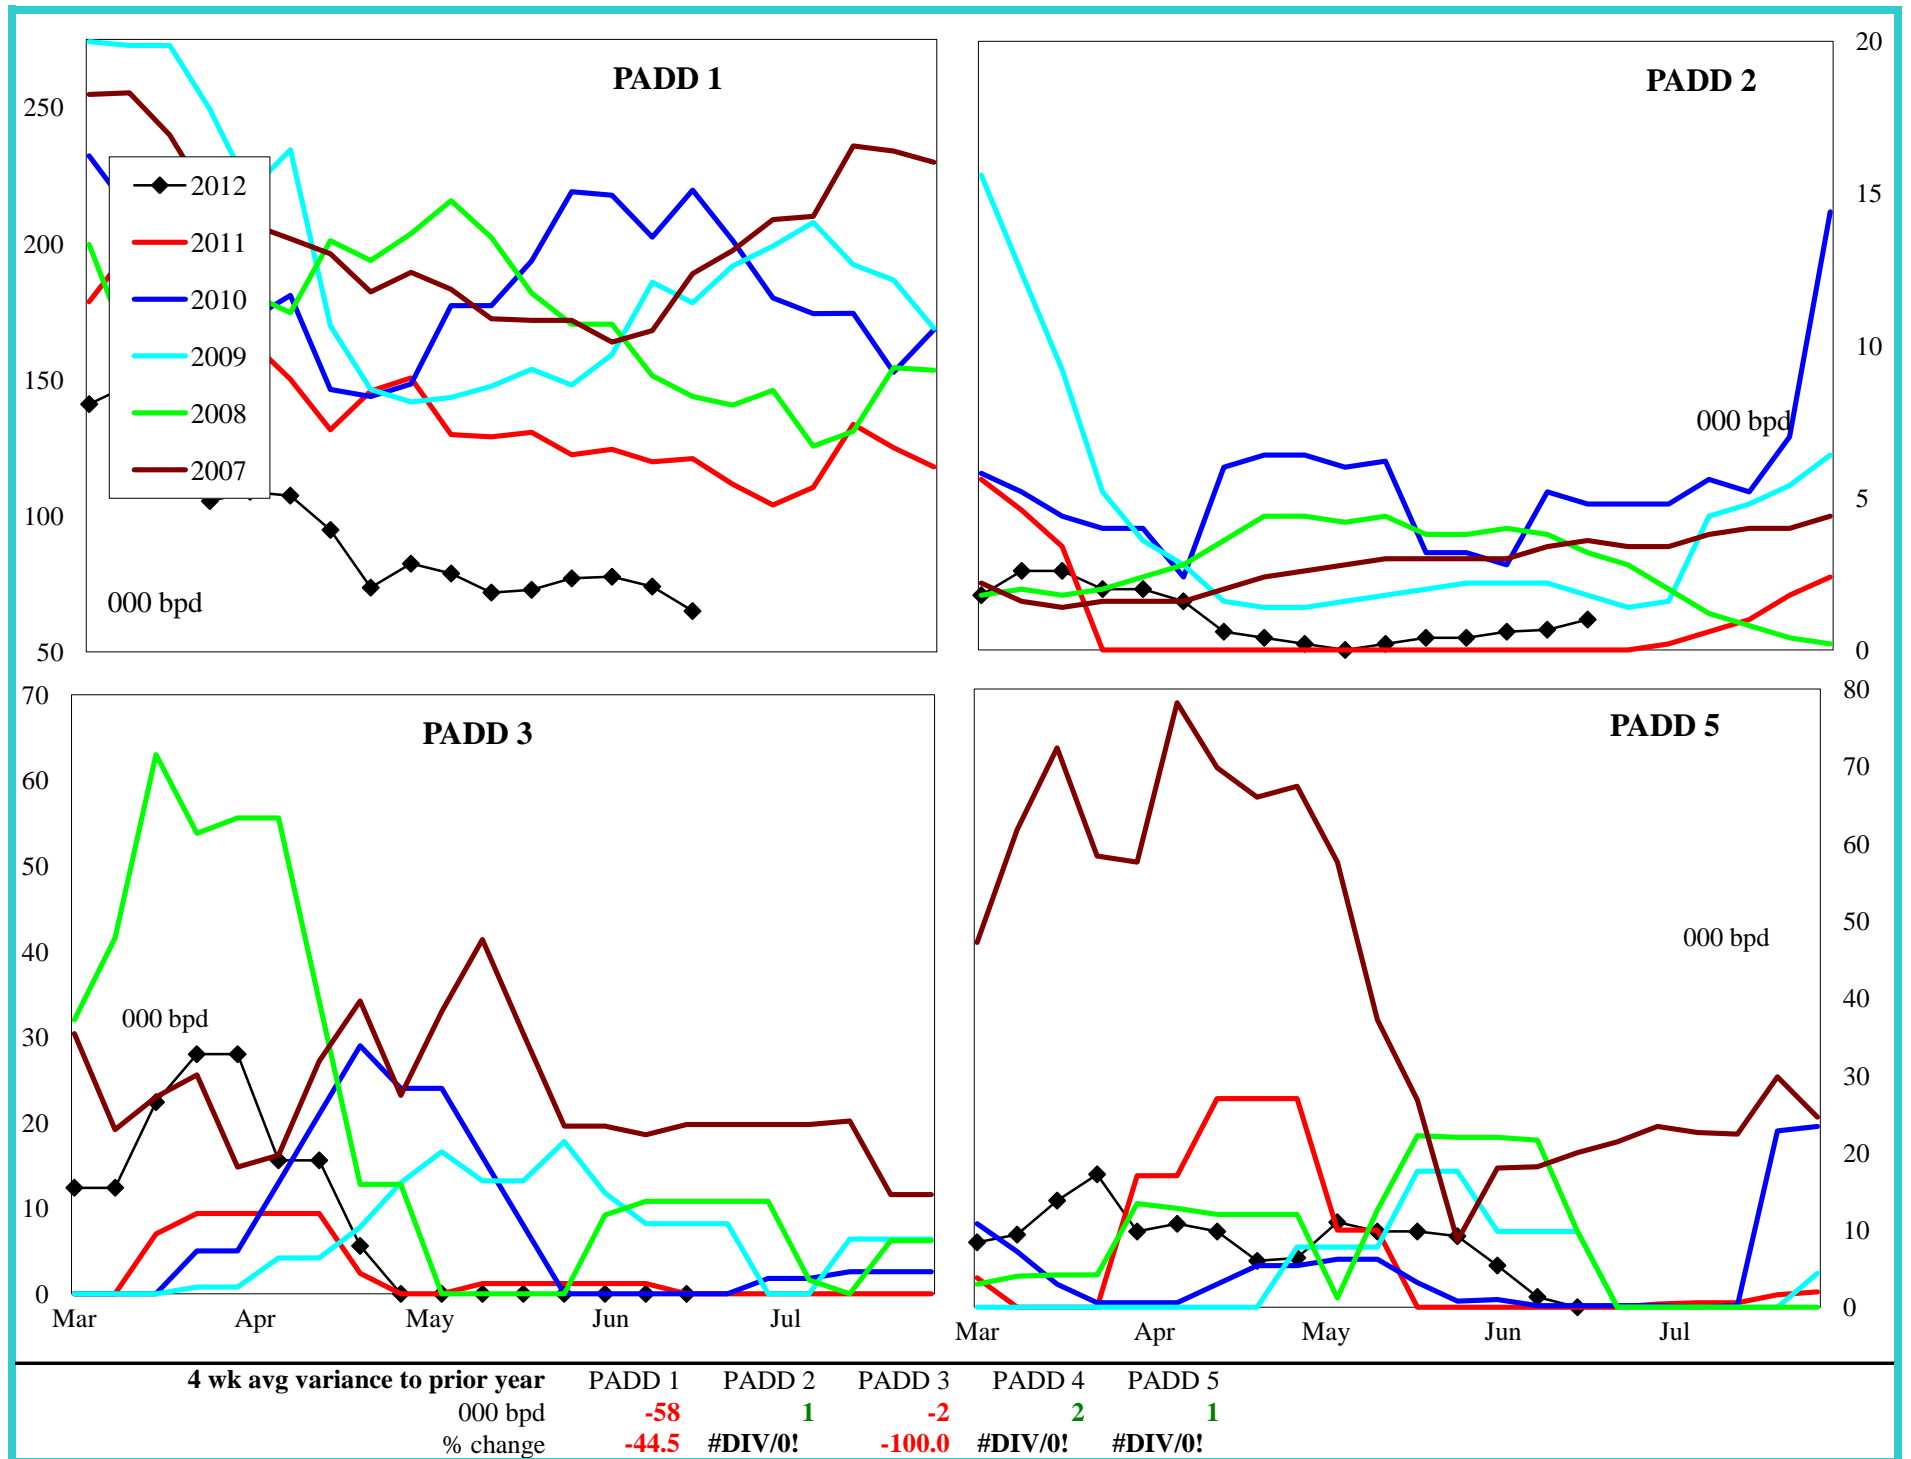 PADD 1
250
200
150
100
50
2012
2011
2010
2009
2008
2007
000 bpd
PADD 2
20
15
10
5
0
000 bpd
PADD 3
70
60
50
40
30
20
10
0
000 bpd
Mar Apr May Jun Jul
PADD 5
80
70
60
50
40
30
20
10
0
000 bpd
Mar Apr May Jun Jul
4 wk avg variance to prior year PADD 1 PADD 2 PADD 3 PADD 4 PADD 5
000 bpd -58 1 -2 2 1
% change -44.5 #DIV/0! -100.0 #DIV/0! #DIV/0!